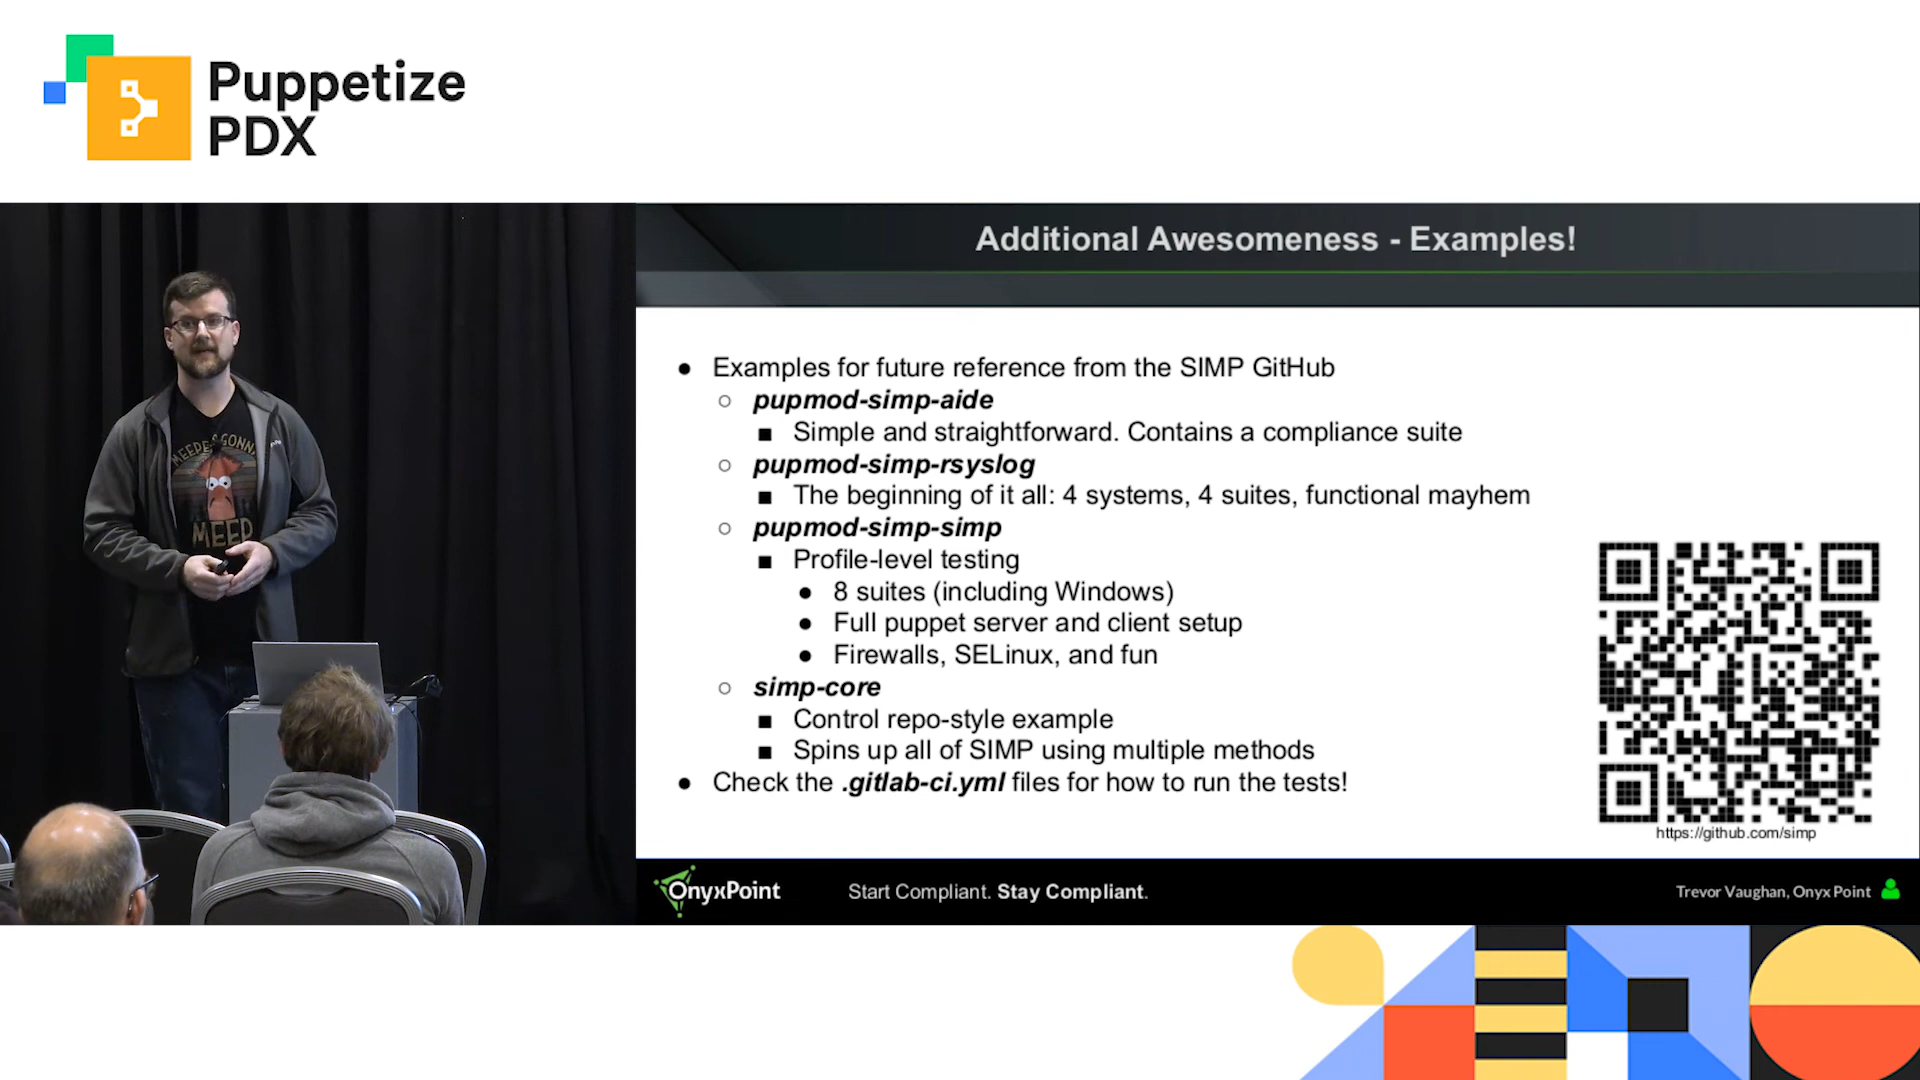 Puppetize
PDX
Additional Awesomeness - Examples!
● Examples for future reference from the SIMP GitHub
○ pupmod-simp-aide
■ Simple and straightforward. Contains a compliance suite
○ pupmod-simp-rsyslog
■ The beginning of it all: 4 systems, 4 suites, functional mayhem
○ pupmod-simp-simp
■ Profile-level testing
● 8 suites (including Windows)
● Full puppet server and client setup
● Firewalls, SELinux, and fun
○ simp-core
■ Control repo-style example
■ Spins up all of SIMP using multiple methods
● Check the .gitlab-ci.yml files for how to run the tests!
https://github.com/simp
OnyxPoint
Start Compliant. Stay Compliant.
Trevor Vaughan, Onyx Point
MEEP